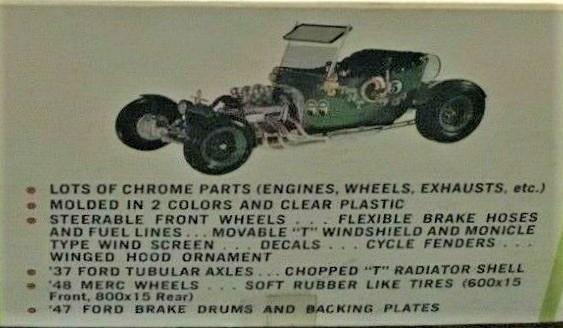 • LOTS OF CHROME PARTS (ENGINES, WHEELS, EXHAUSTS, etc.)
• MOLDED IN 2 COLORS AND CLEAR PLASTIC
• STEERABLE FRONT WHEELS . . . FLEXIBLE BRAKE HOSES
AND FUEL LINES . . . MOVABLE "T" WINDSHIELD AND MONICLE
TYPE WIND SCREEN . . . DECALS . . . CYCLE FENDERS . . .
WINGED HOOD ORNAMENT
• '37 FORD TUBULAR AXLES . . . CHOPPED "T" RADIATOR SHELL
• '48 MERC WHEELS . . . SOFT RUBBER LIKE TIRES (600x15
Front, 800x15 Rear)
• '47 FORD BRAKE DRUMS AND BACKING PLATES